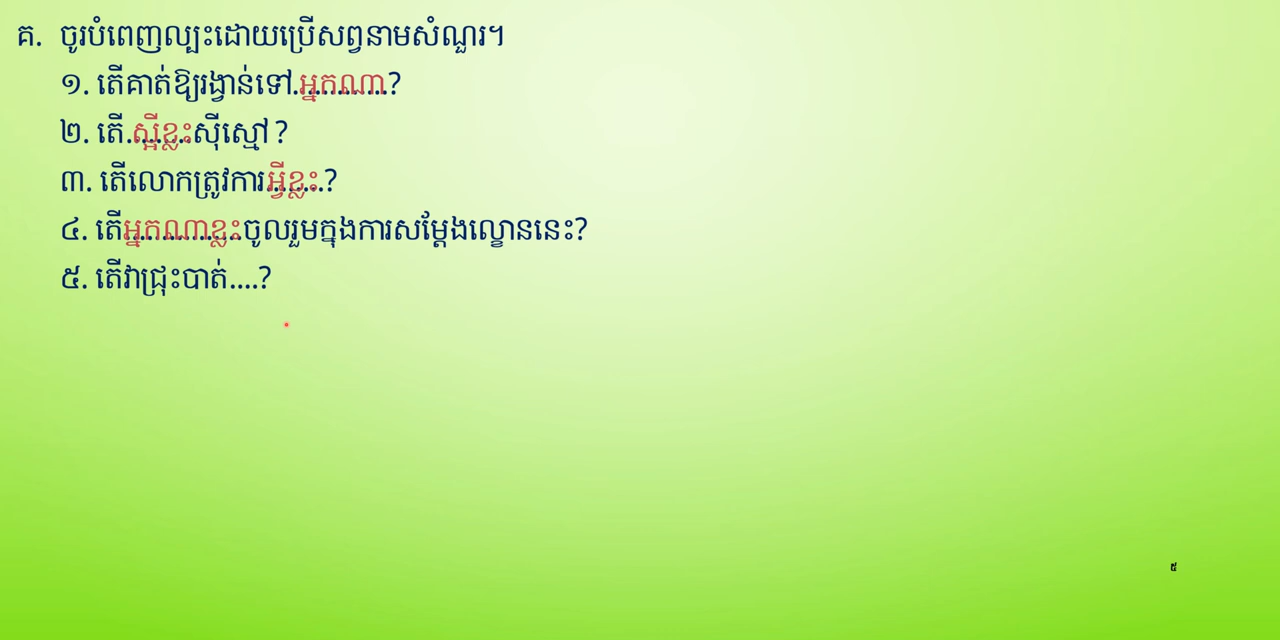 គ. ចូរបំពេញល្បះដោយប្រើសព្វនាមសំណួរ។
១. តើគាត់ឱ្យរង្វាន់ទៅ.អ្នកណា?
២. តើ.ស្អីខ្លះស៊ីស្មៅ?
៣. តើលោកត្រូវការអ្វីខ្លះ.?
៤. តើអ្នកណាខ្លះចូលរួមក្នុងការសម្ដែងល្ខោននេះ?
៥. តើវាជ្រុះបាត់....?
៥